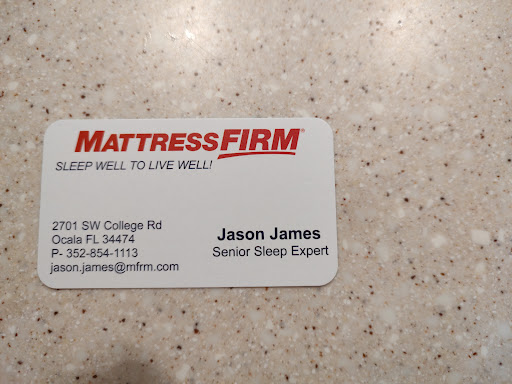 MATTRESSFIRM®
SLEEP WELL TO LIVE WELL!
2701 SW College Rd
Ocala FL 34474
P- 352-854-1113
jason.james@mfrm.com
Jason James
Senior Sleep Expert